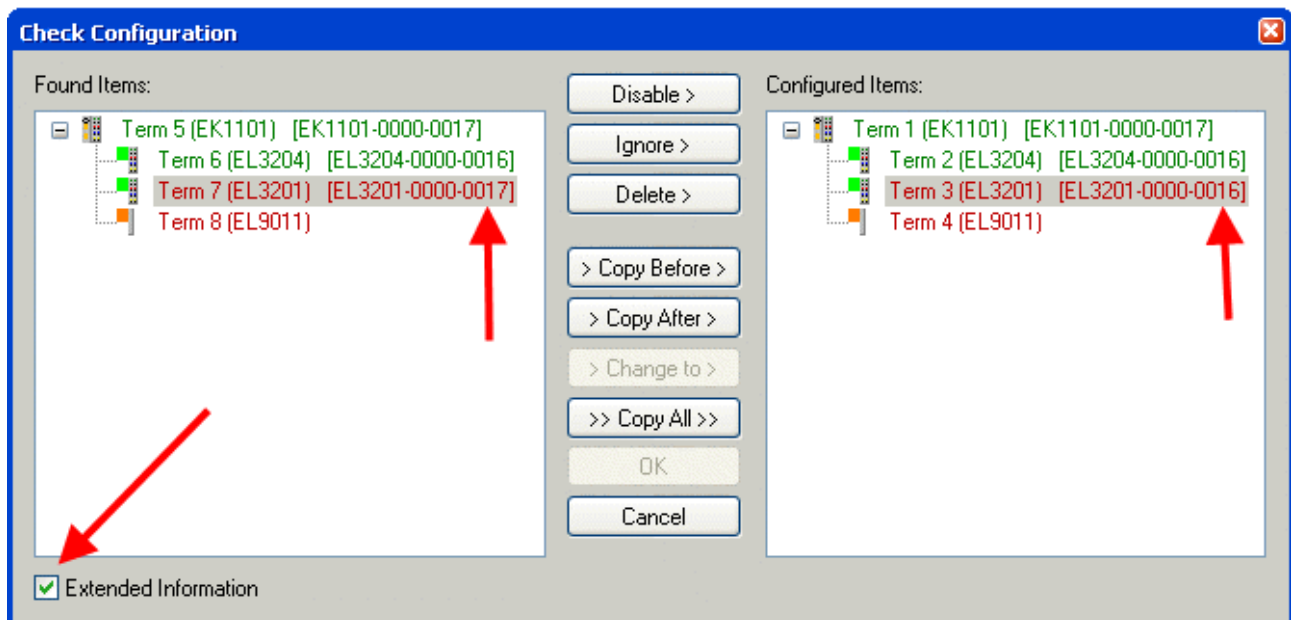 Check Configuration
Found Items:
Term 5 (EK1101) [EK1101-0000-0017]
Term 6 (EL3204) [EL3204-0000-0016]
Term 7 (EL3201) [EL3201-0000-0017]
Term 8 (EL9011)
Extended Information
Disable >
Ignore >
Delete >
> Copy Before >
> Copy After >
> Change to >
>> Copy All >>
OK
Cancel
Configured Items:
Term 1 (EK1101) [EK1101-0000-0017]
Term 2 (EL3204) [EL3204-0000-0016]
Term 3 (EL3201) [EL3201-0000-0016]
Term 4 (EL9011)